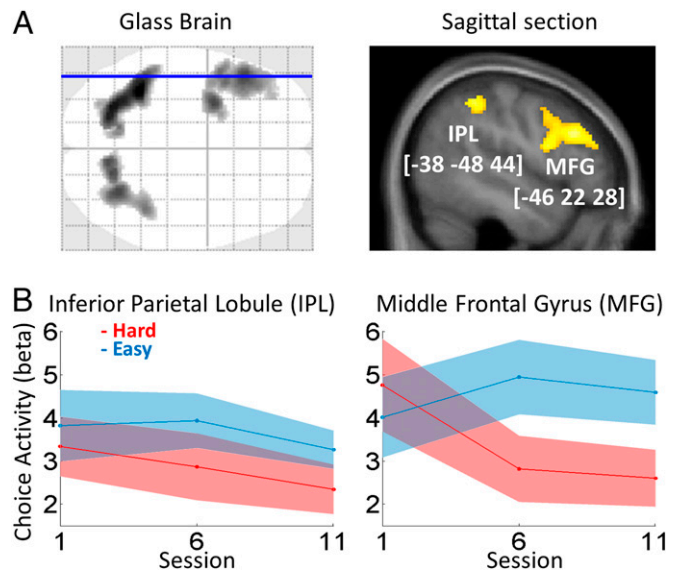 A
Glass Brain
Sagittal section
IPL
[-38 -48 44]
MFG
[-46 22 28]
B
Inferior Parietal Lobule (IPL)
Middle Frontal Gyrus (MFG)
- Hard
- Easy
Choice Activity (beta)
6
5
4
3
2
1
6
11
Session
6
5
4
3
2
1
6
11
Session